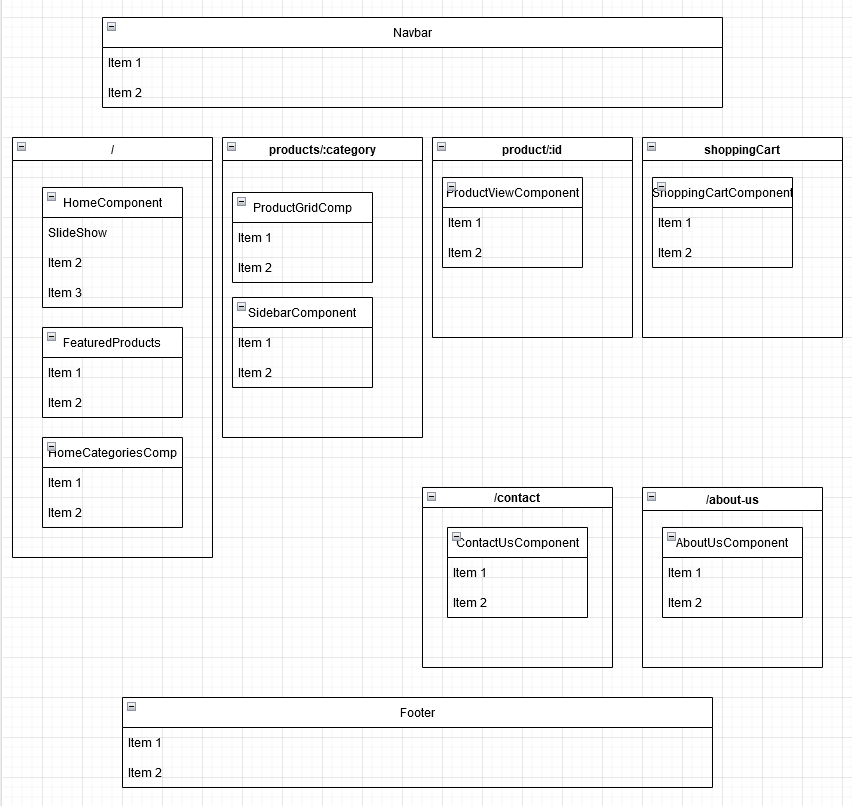 Navbar
Item 1
Item 2
/
HomeComponent
SlideShow
Item 2
Item 3
FeaturedProducts
Item 1
Item 2
HomeCategoriesComp
Item 1
Item 2
products/:category
ProductGridComp
Item 1
Item 2
SidebarComponent
Item 1
Item 2
product/:id
ProductViewComponent
Item 1
Item 2
shoppingCart
ShoppingCartComponent
Item 1
Item 2
/contact
ContactUsComponent
Item 1
Item 2
/about-us
AboutUsComponent
Item 1
Item 2
Footer
Item 1
Item 2